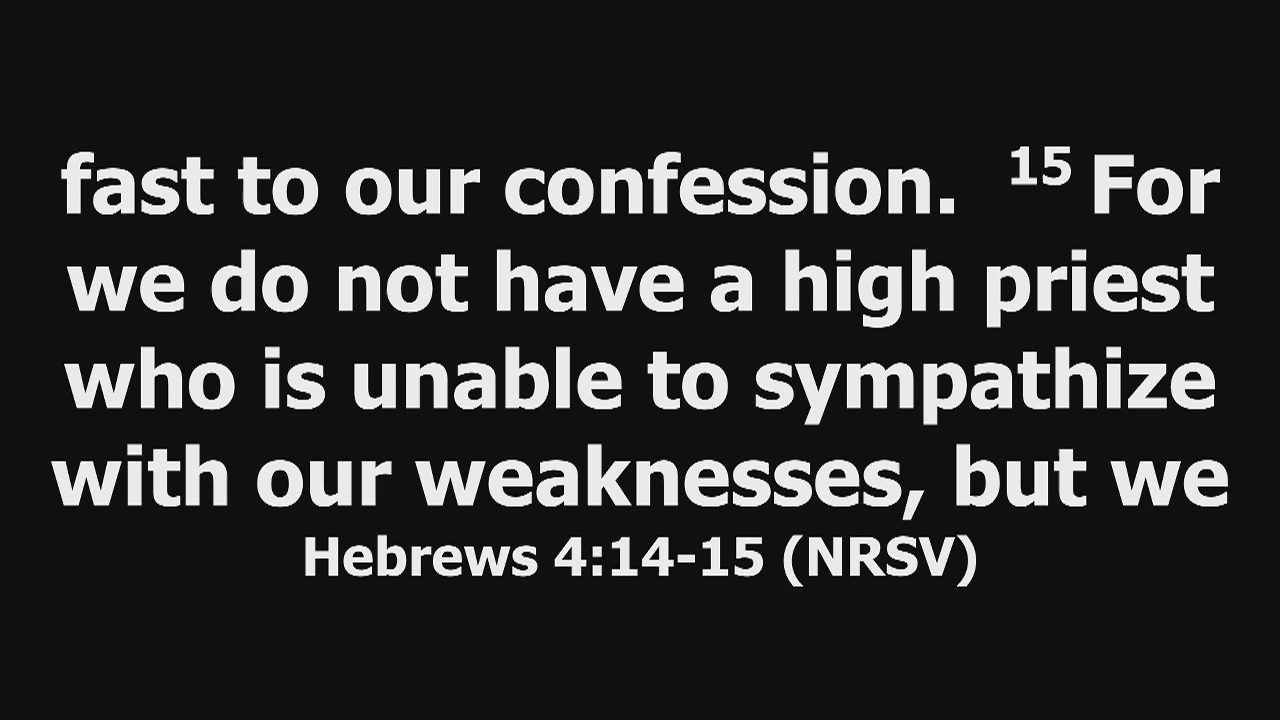 fast to our confession. 15 For
we do not have a high priest
who is unable to sympathize
with our weaknesses, but we
Hebrews 4:14-15 (NRSV)